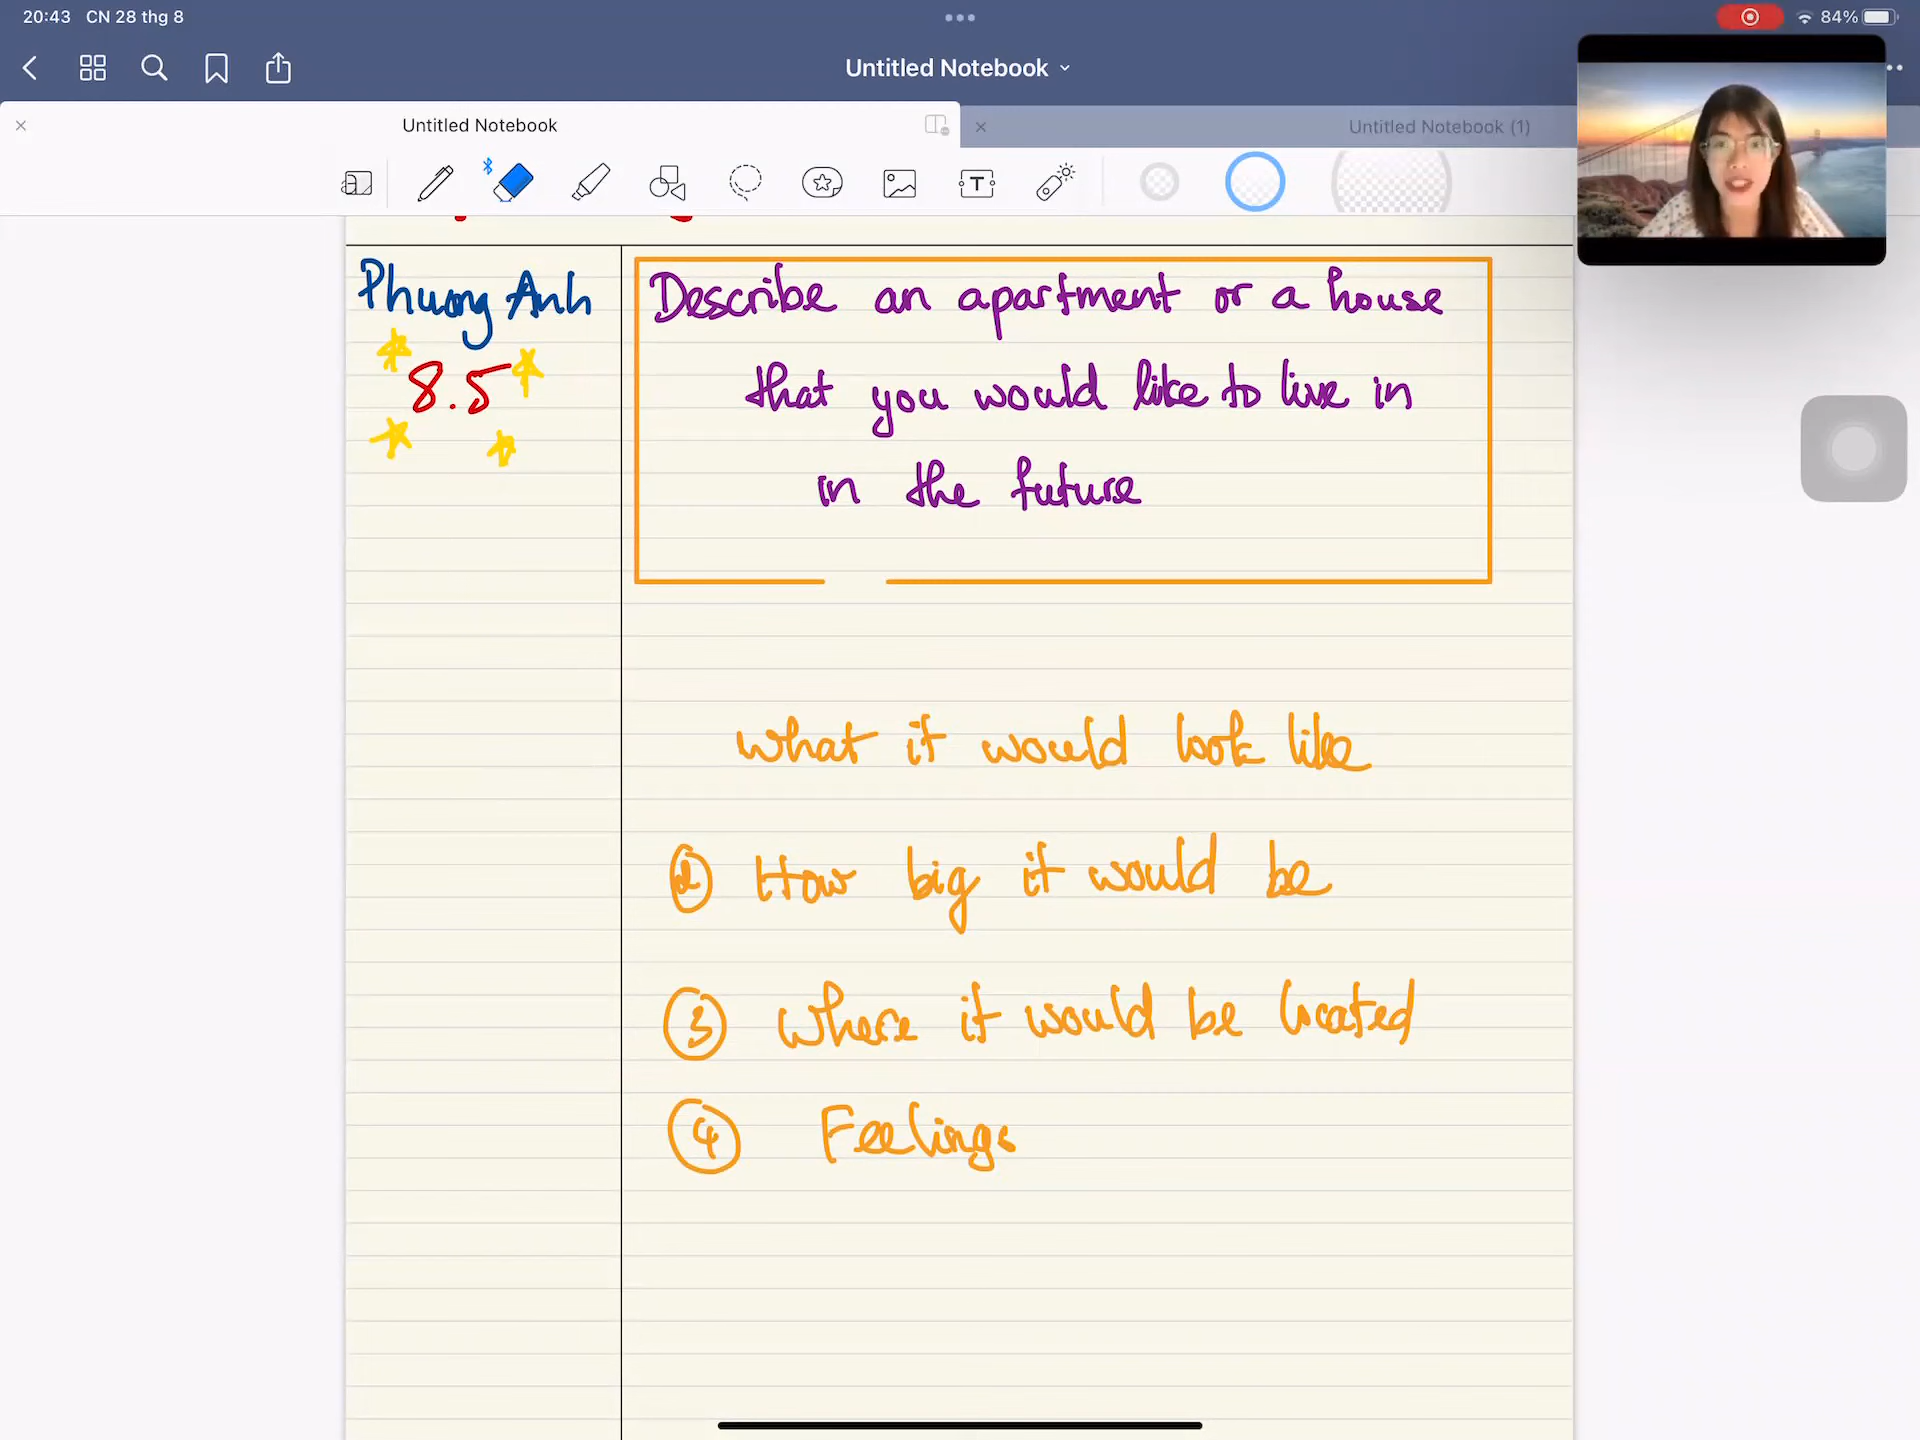 20:43 CN 28 thg 8
84%
Untitled Notebook
Untitled Notebook
Untitled Notebook (1)
T
Phuong Anh
8.5
Describe an apartment or a house
that you would like to live in
in the future
What it would look like
2 How big it would be
3 Where it would be located
4 Feelings